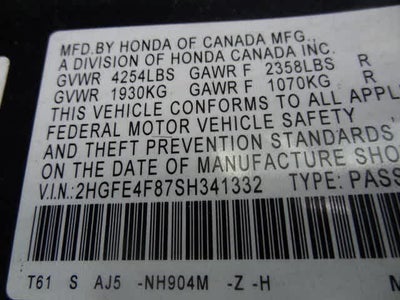 MFD.BY HONDA OF CANADA MFG.,
A DIVISION OF HONDA CANADA INC.
GVWR 4254LBS GAWR F 2358LBS R
GVWR 1930KG GAWR F 1070KG R
THIS VEHICLE CONFORMS TO ALL APPL
FEDERAL MOTOR VEHICLE SAFETY
AND THEFT PREVENTION STANDARDS
ON THE DATE OF MANUFACTURE SHO
V.I.N.:2HGFE4F87SH341332 TYPE: PASS
T61 S AJ5 -NH904M -Z -H M